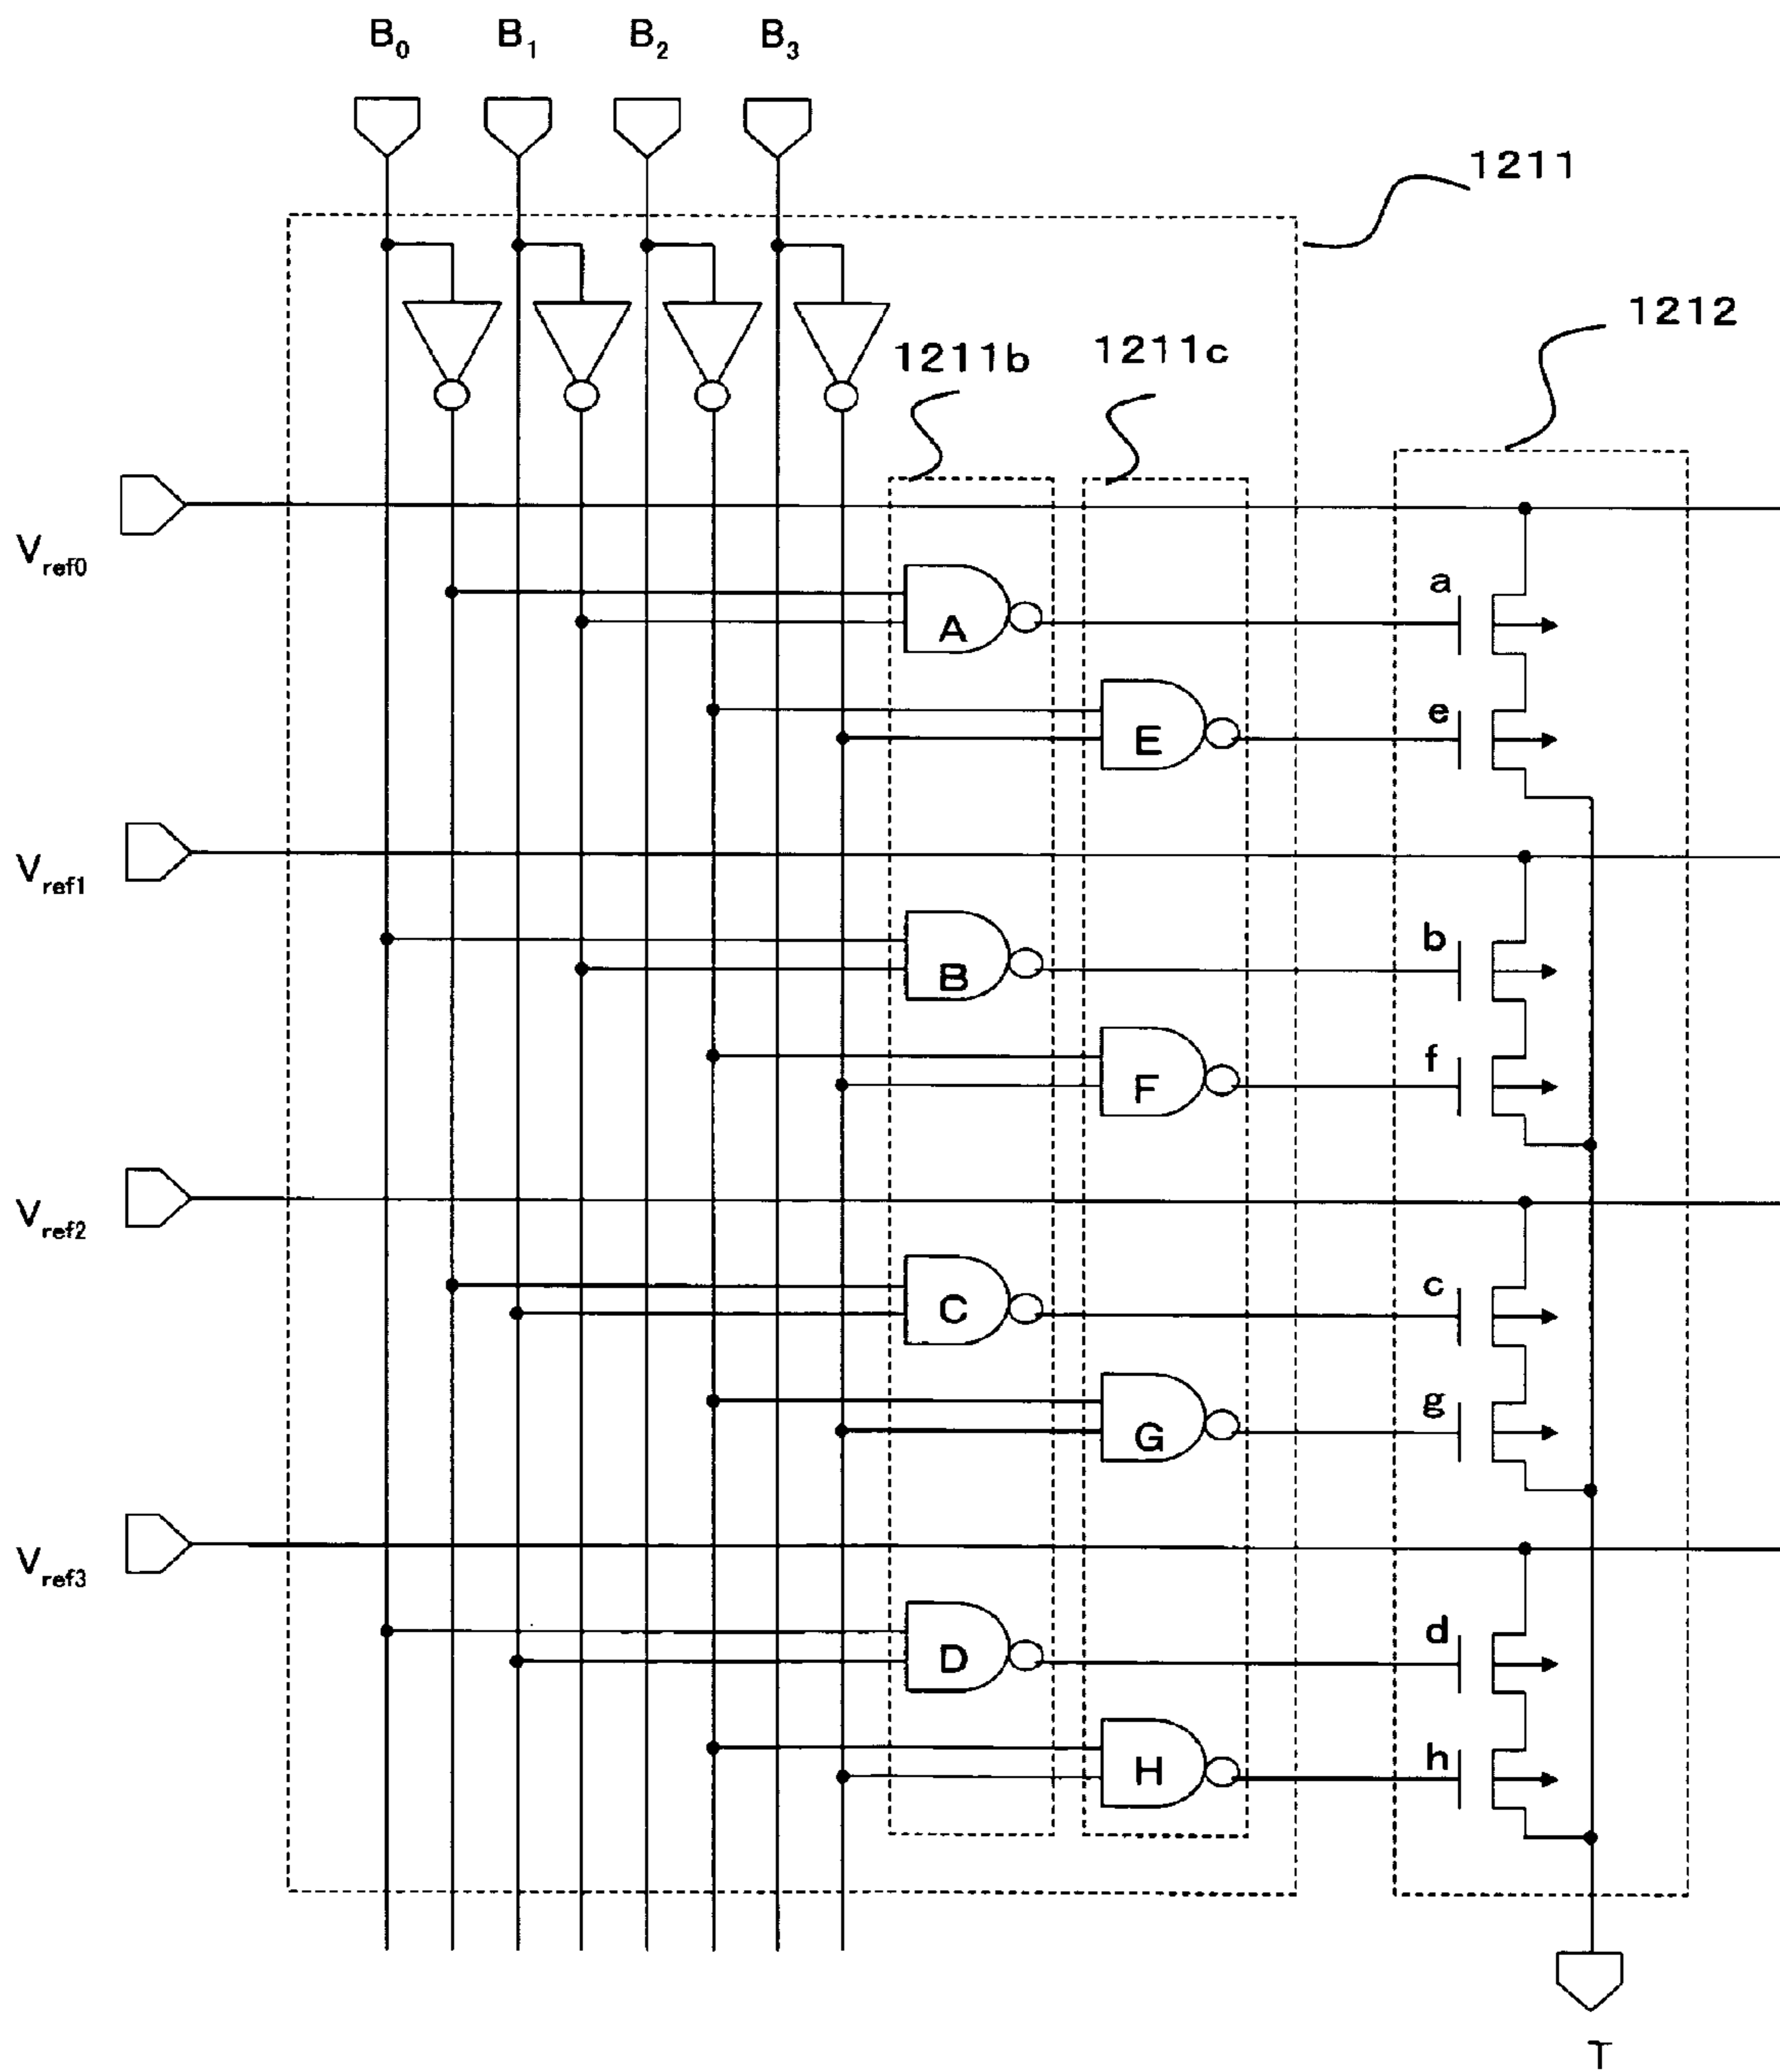 B0 B1 B2 B3
1211
1212
1211b 1211c
Vref0
A a
E e
Vref1
B b
F f
Vref2
C c
G g
Vref3
D d
H h
T